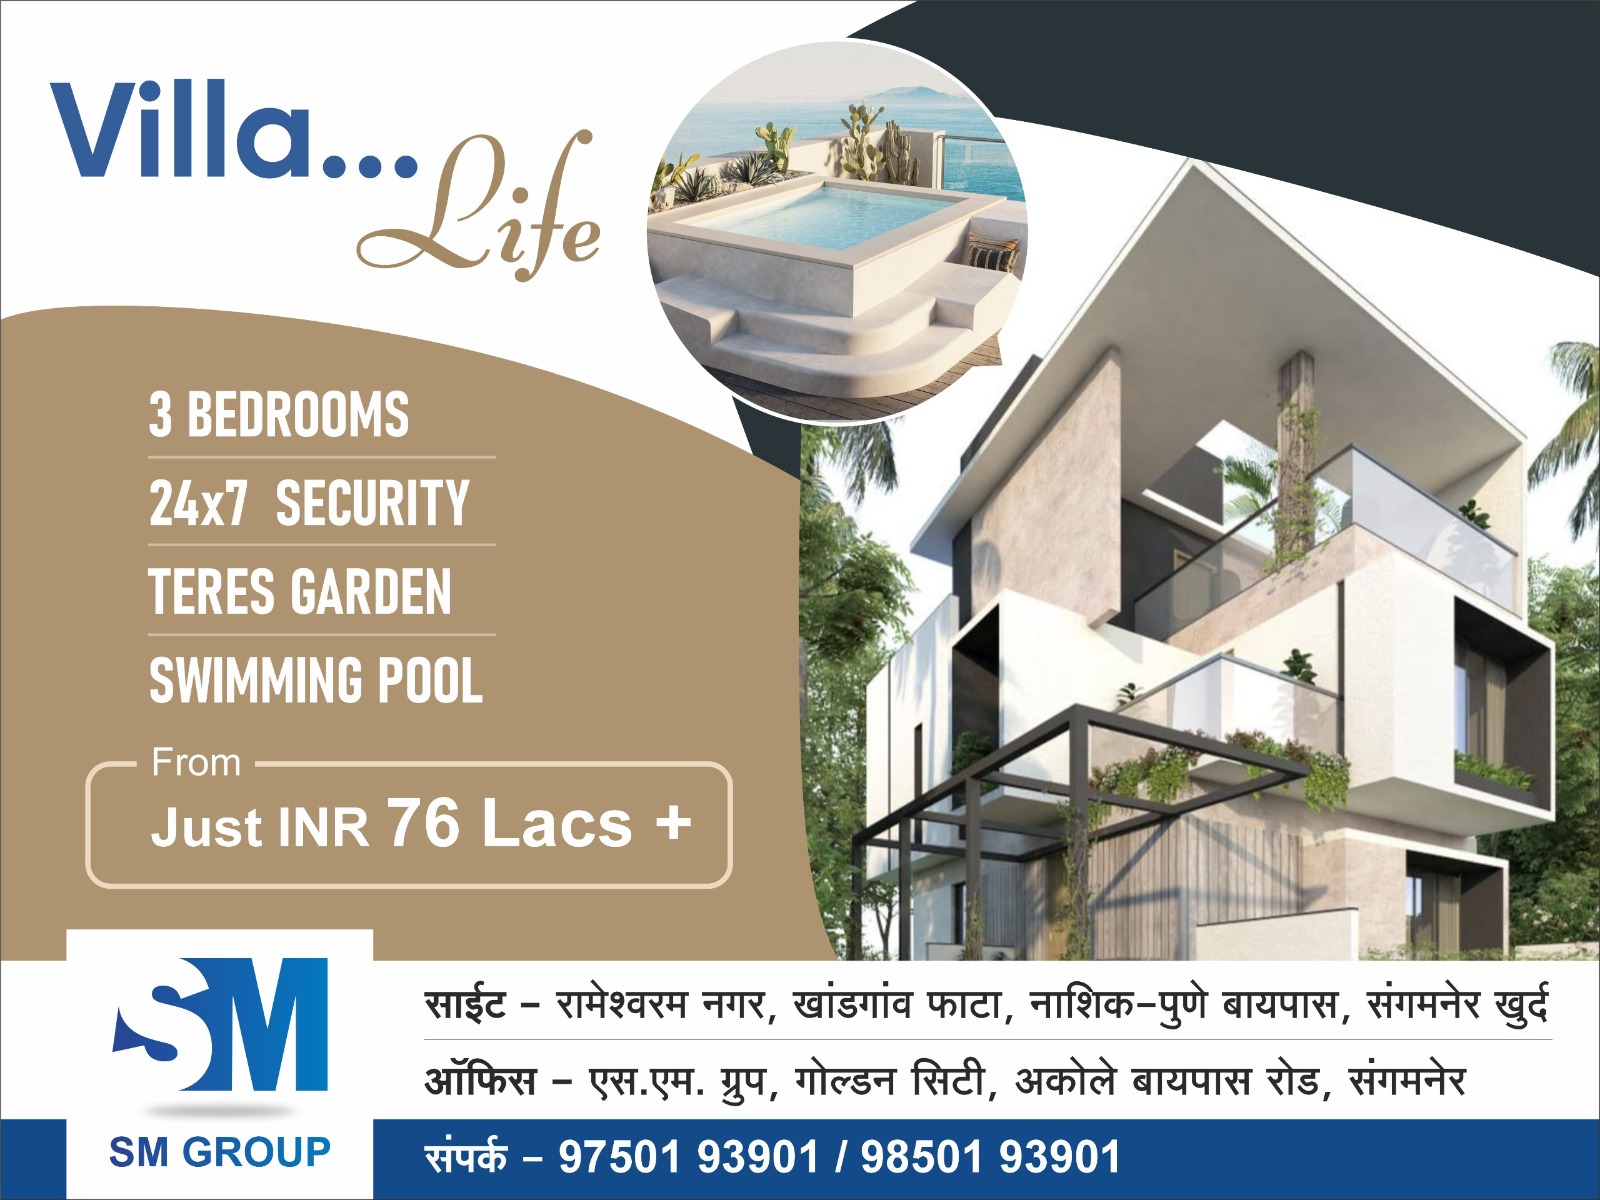 Villa...
Life
3 BEDROOMS
24x7 SECURITY
TERES GARDEN
SWIMMING POOL
From
Just INR 76 Lacs +
SM
SM GROUP
साईट – रामेश्वरम नगर, खांडगांव फाटा, नाशिक-पुणे बायपास, संगमनेर खुर्द
ऑफिस – एस.एम. ग्रुप, गोल्डन सिटी, अकोले बायपास रोड, संगमनेर
संपर्क – 97501 93901 / 98501 93901